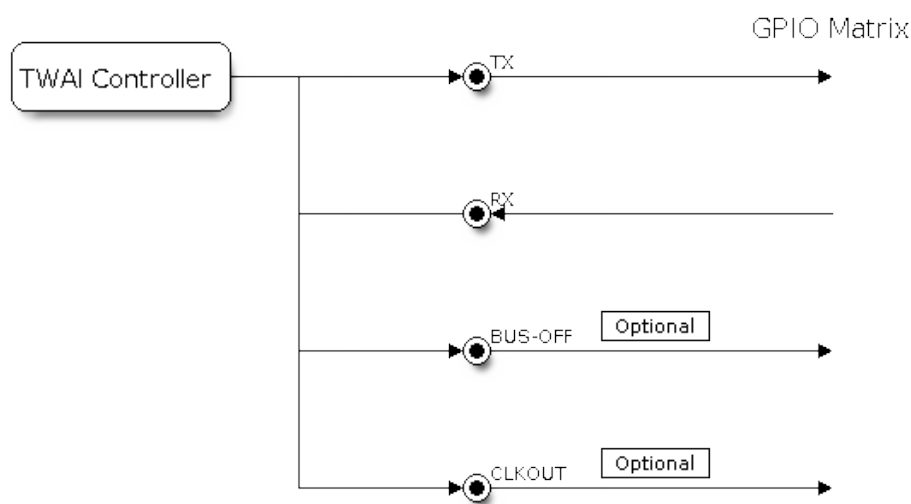 GPIO Matrix
TWAI Controller
TX
RX
BUS-OFF
Optional
CLKOUT
Optional